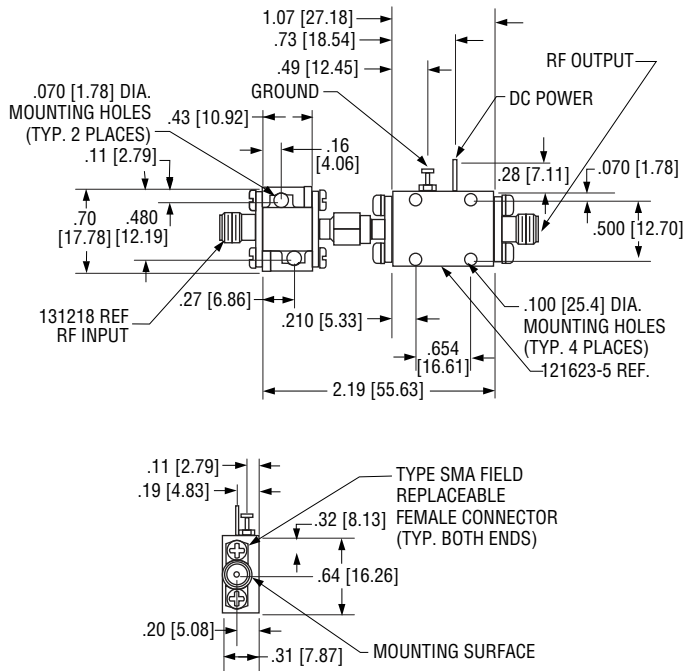 1.07 [27.18]
.73 [18.54]
.49 [12.45]
RF OUTPUT
.070 [1.78] DIA.
MOUNTING HOLES
(TYP. 2 PLACES)
GROUND
DC POWER
.43 [10.92]
.11 [2.79]
.16
[4.06]
.28 [7.11]
.070 [1.78]
.70
[17.78]
.480
[12.19]
.500 [12.70]
131218 REF
RF INPUT
.27 [6.86]
.210 [5.33]
.654
[16.61]
.100 [25.4] DIA.
MOUNTING HOLES
(TYP. 4 PLACES)
121623-5 REF.
2.19 [55.63]
.11 [2.79]
.19 [4.83]
TYPE SMA FIELD
REPLACEABLE
FEMALE CONNECTOR
(TYP. BOTH ENDS)
.32 [8.13]
.64 [16.26]
.20 [5.08]
.31 [7.87]
MOUNTING SURFACE